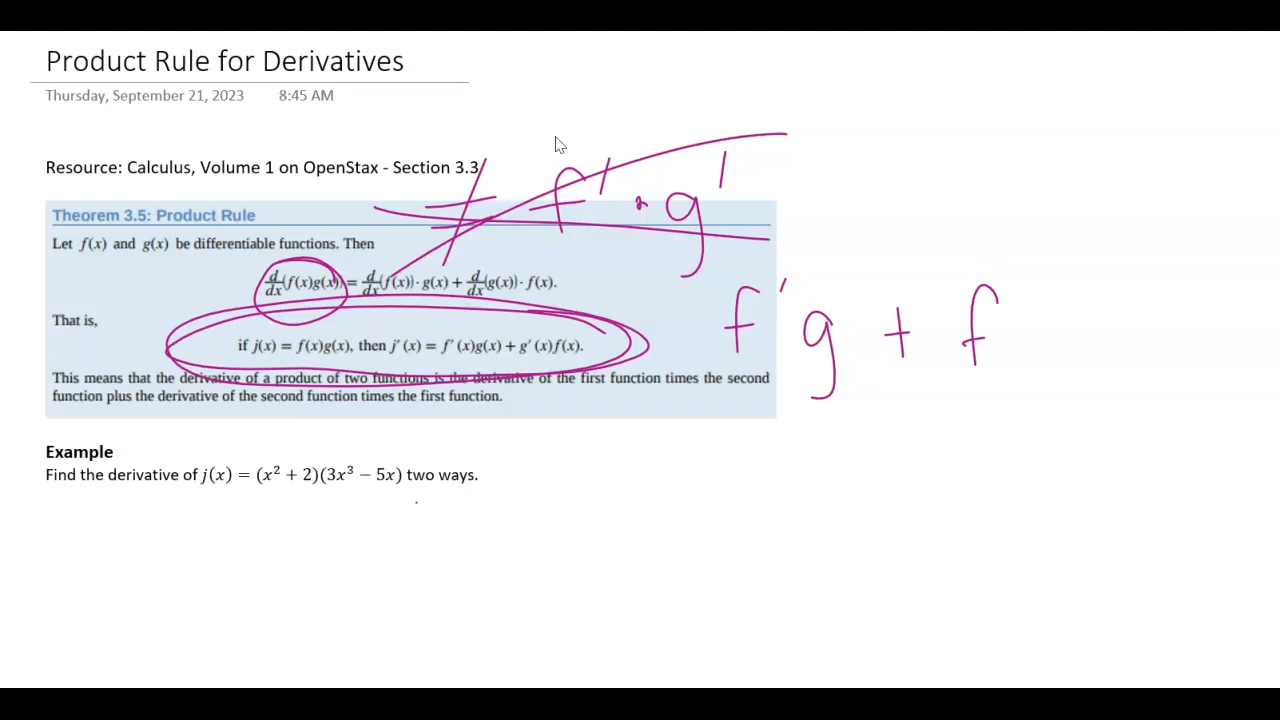 Product Rule for Derivatives
Thursday, September 21, 2023 8:45 AM
Resource: Calculus, Volume 1 on OpenStax - Section 3.3
≠ f' · g'
Theorem 3.5: Product Rule
Let f(x) and g(x) be differentiable functions. Then
d/dx(f(x)g(x)) = d/dx(f(x)) · g(x) + d/dx(g(x)) · f(x).
f'g + f
That is,
if j(x) = f(x)g(x), then j′(x) = f′(x)g(x) + g′(x)f(x).
This means that the derivative of a product of two functions is the derivative of the first function times the second
function plus the derivative of the second function times the first function.
Example
Find the derivative of j(x) = (x² + 2)(3x³ − 5x) two ways.